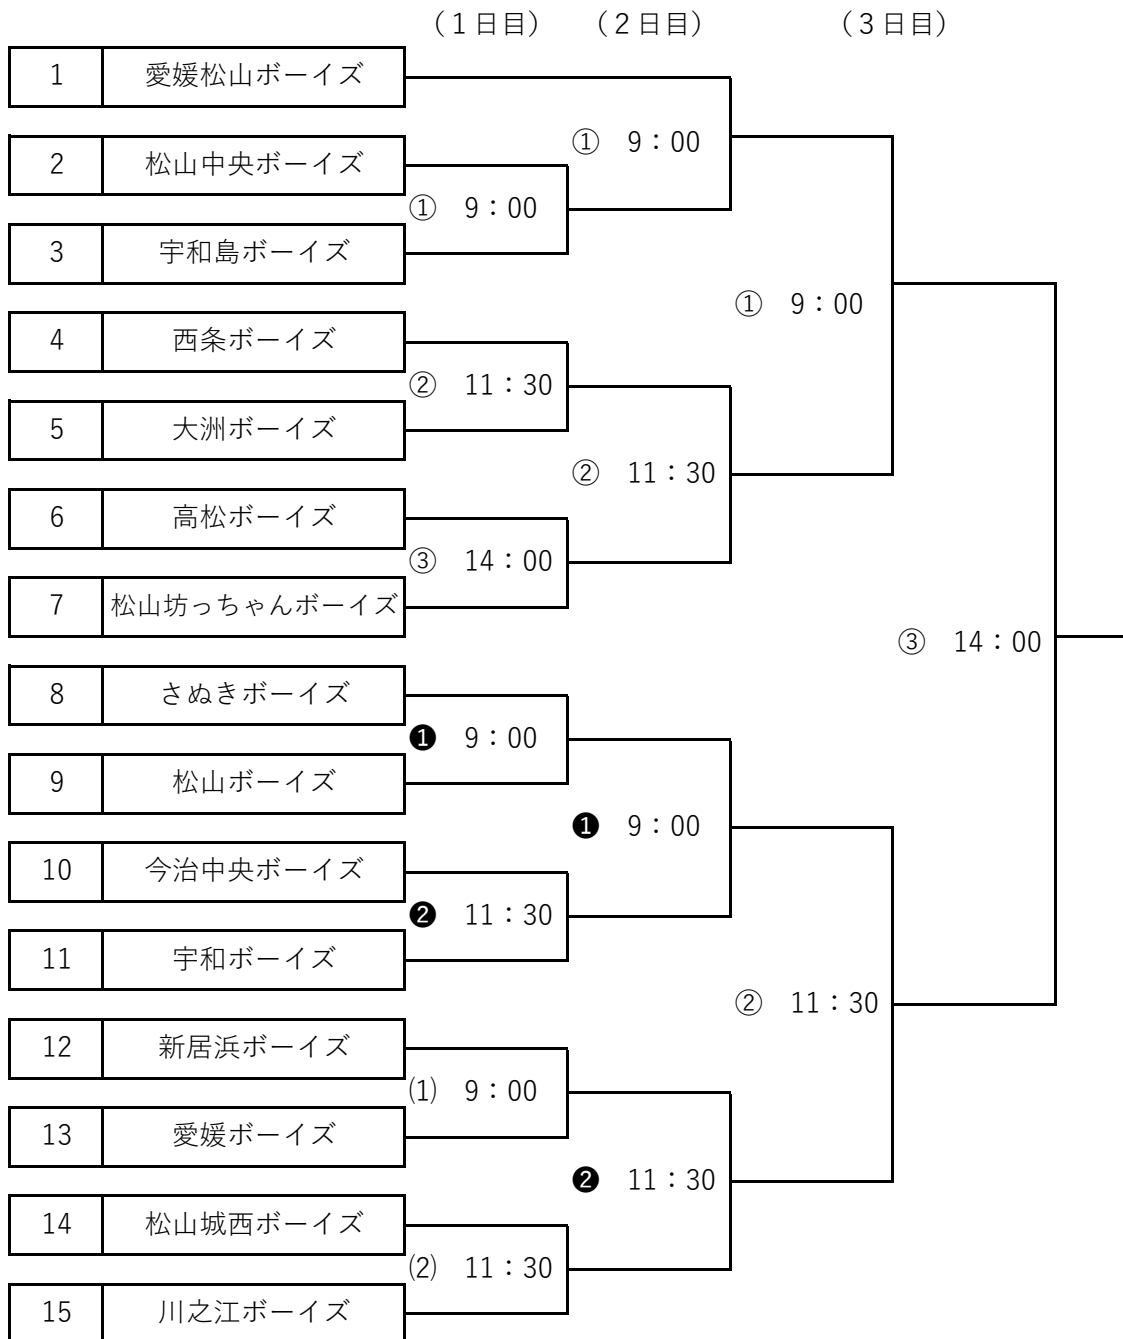 （１日目）　（２日目）　（３日目）
1　愛媛松山ボーイズ
①　9：00
2　松山中央ボーイズ
①　9：00
3　宇和島ボーイズ
①　9：00
4　西条ボーイズ
②　11：30
5　大洲ボーイズ
②　11：30
6　高松ボーイズ
③　14：00
7　松山坊っちゃんボーイズ
③　14：00
8　さぬきボーイズ
❶　9：00
9　松山ボーイズ
❶　9：00
10　今治中央ボーイズ
❷　11：30
11　宇和ボーイズ
②　11：30
12　新居浜ボーイズ
⑴　9：00
13　愛媛ボーイズ
❷　11：30
14　松山城西ボーイズ
⑵　11：30
15　川之江ボーイズ